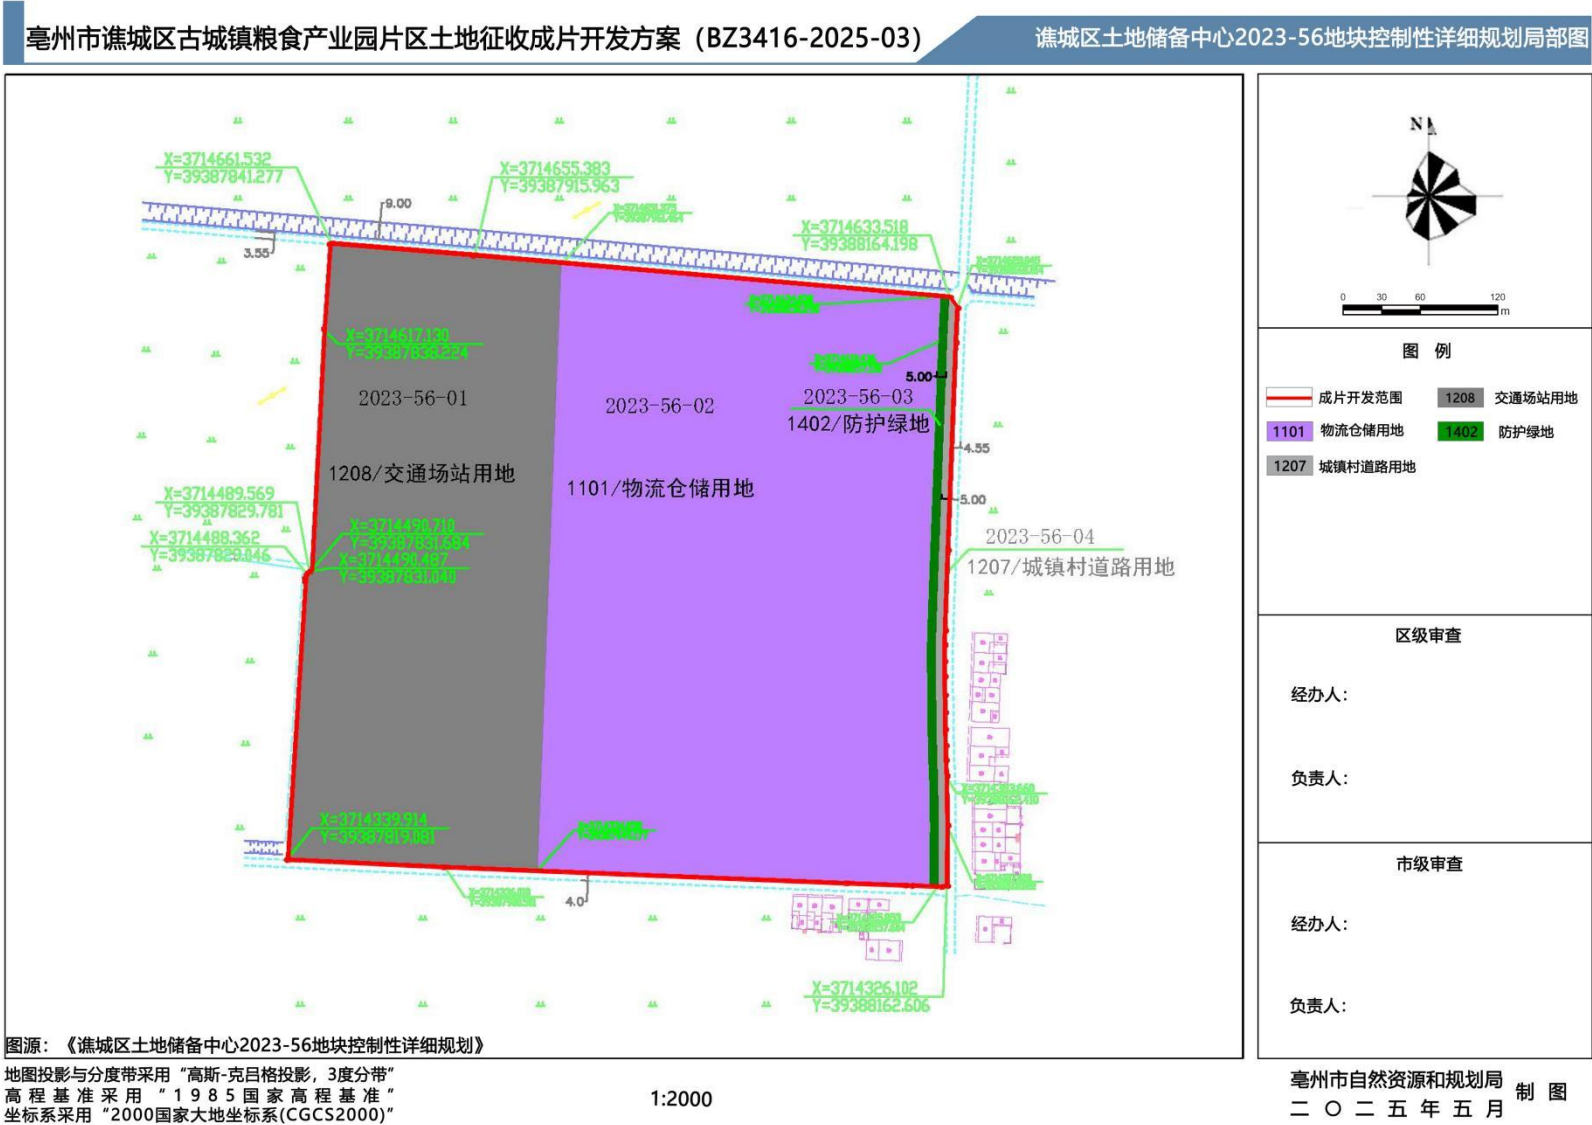 亳州市谯城区古城镇粮食产业园片区土地征收成片开发方案（BZ3416-2025-03）
谯城区土地储备中心2023-56地块控制性详细规划局部图
X=3714661.532
Y=39387841.277
X=3714655.383
Y=39387915.963
9.00
3.55
X=3714633.518
Y=39388164.198
X=3714617.130
Y=39387838.224
5.00
2023-56-01
2023-56-02
2023-56-03
1402/防护绿地
4.55
1208/交通场站用地
1101/物流仓储用地
5.00
X=3714489.569
Y=39387829.781
X=3714490.710
Y=39387831.684
X=3714488.362
Y=39387829.046
X=3714490.487
Y=39387831.040
2023-56-04
1207/城镇村道路用地
X=3714339.914
Y=39387819.081
4.0
X=3714326.102
Y=39388162.606
图源：《谯城区土地储备中心2023-56地块控制性详细规划》
地图投影与分度带采用“高斯-克吕格投影，3度分带”
高程基准采用“1985国家高程基准”
坐标系采用“2000国家大地坐标系(CGCS2000)”
1:2000
N
0 30 60 120
m
图 例
成片开发范围
1208 交通场站用地
1101 物流仓储用地
1402 防护绿地
1207 城镇村道路用地
区级审查
经办人：
负责人：
市级审查
经办人：
负责人：
亳州市自然资源和规划局
制 图
二〇二五年五月